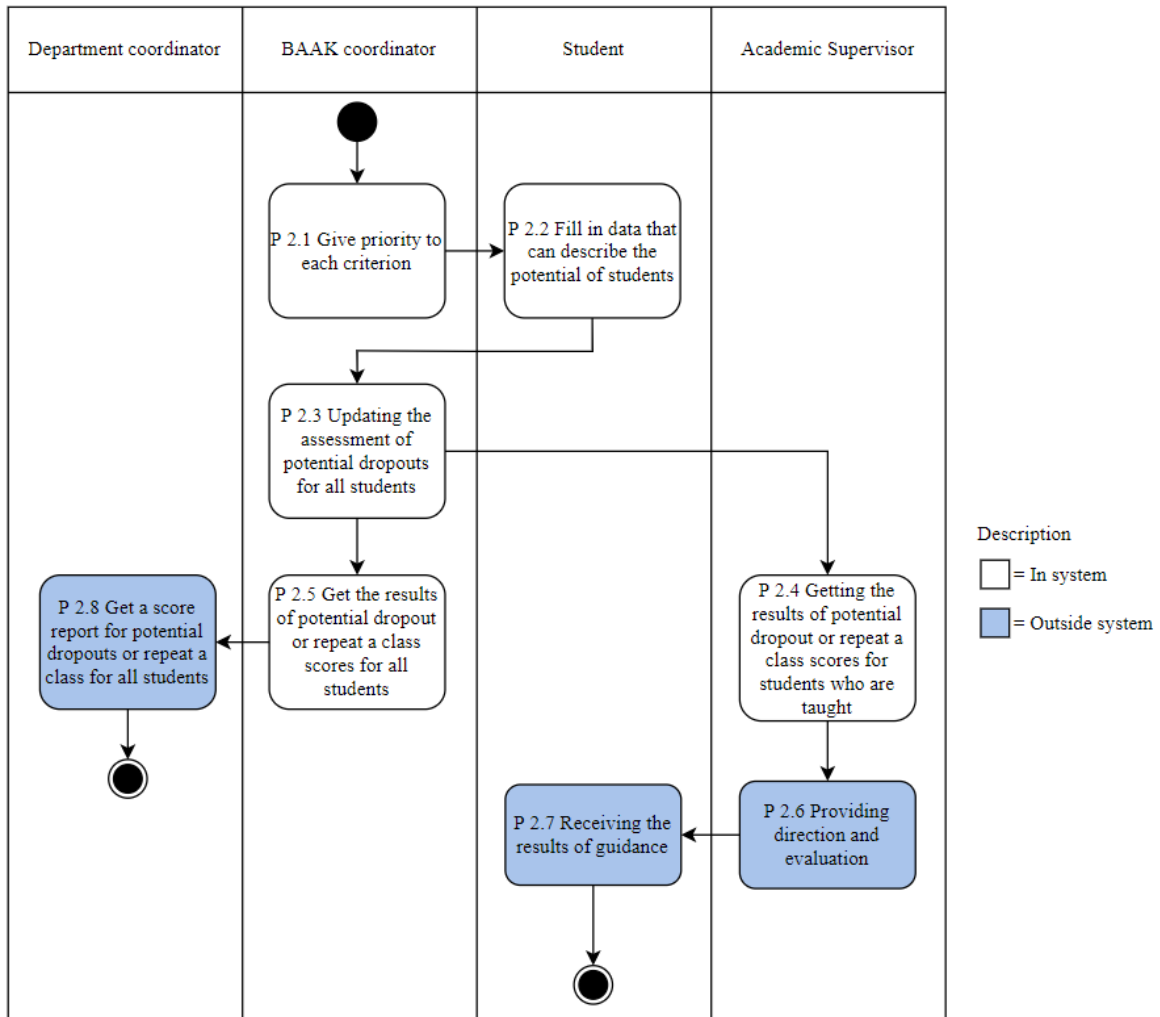 Department coordinator
BAAK coordinator
Student
Academic Supervisor
P 2.1 Give priority to
each criterion
P 2.2 Fill in data that
can describe the
potential of students
P 2.3 Updating the
assessment of
potential dropouts
for all students
P 2.8 Get a score
report for potential
dropouts or repeat a
class for all students
P 2.5 Get the results
of potential dropout
or repeat a class
scores for all
students
P 2.4 Getting the
results of potential
dropout or repeat a
class scores for
students who are
taught
P 2.7 Receiving the
results of guidance
P 2.6 Providing
direction and
evaluation
Description
= In system
= Outside system